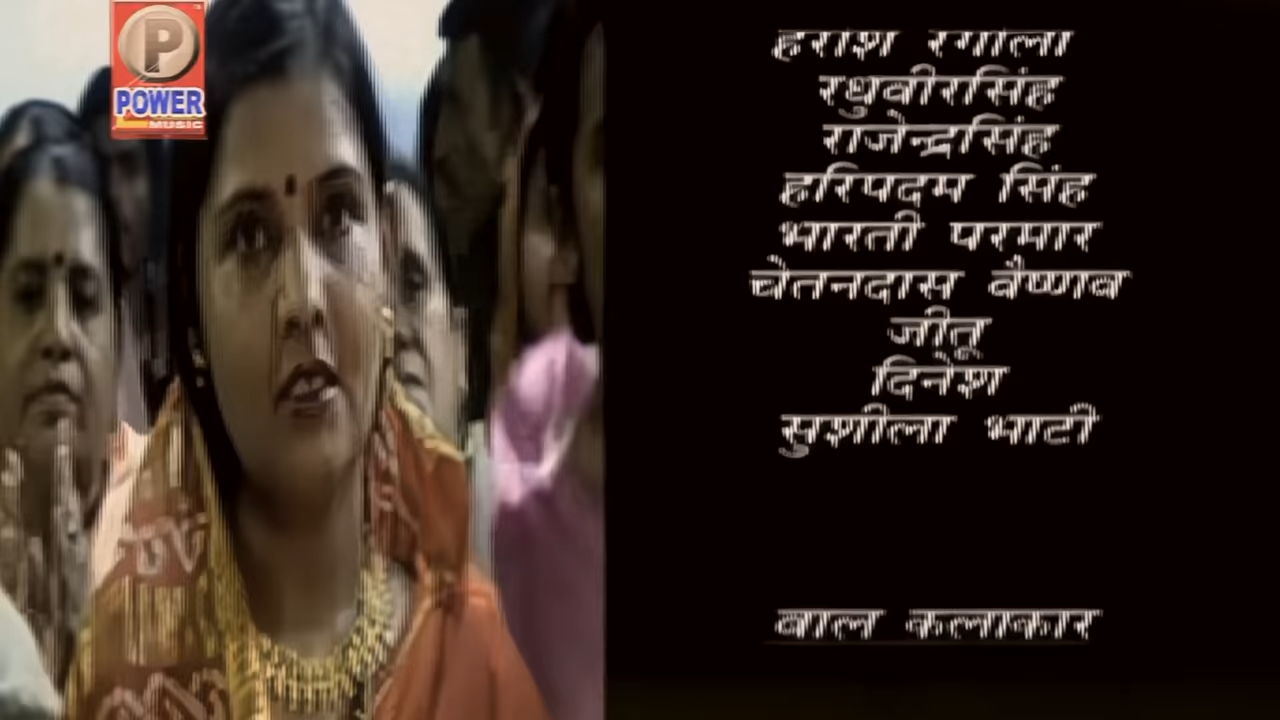 P
POWER
MUSIC
हरीश रंगीला
रघुवीरसिंह
राजेन्द्रसिंह
हरिपदम सिंह
भारती परमार
चेतनदास वैष्णव
जीतू
दिनेश
सुशीला भाटी
बाल कलाकार